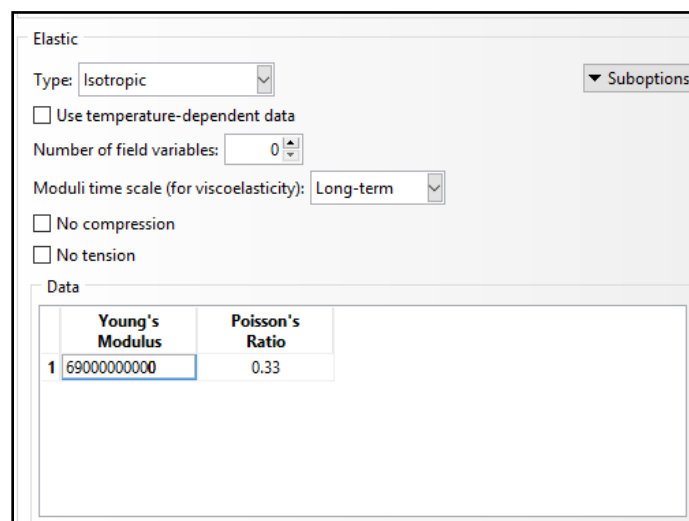 Elastic
Type: Isotropic
Suboptions
Use temperature-dependent data
Number of field variables: 0
Moduli time scale (for viscoelasticity): Long-term
No compression
No tension
Data
Young's Modulus Poisson's Ratio
1 69000000000 0.33